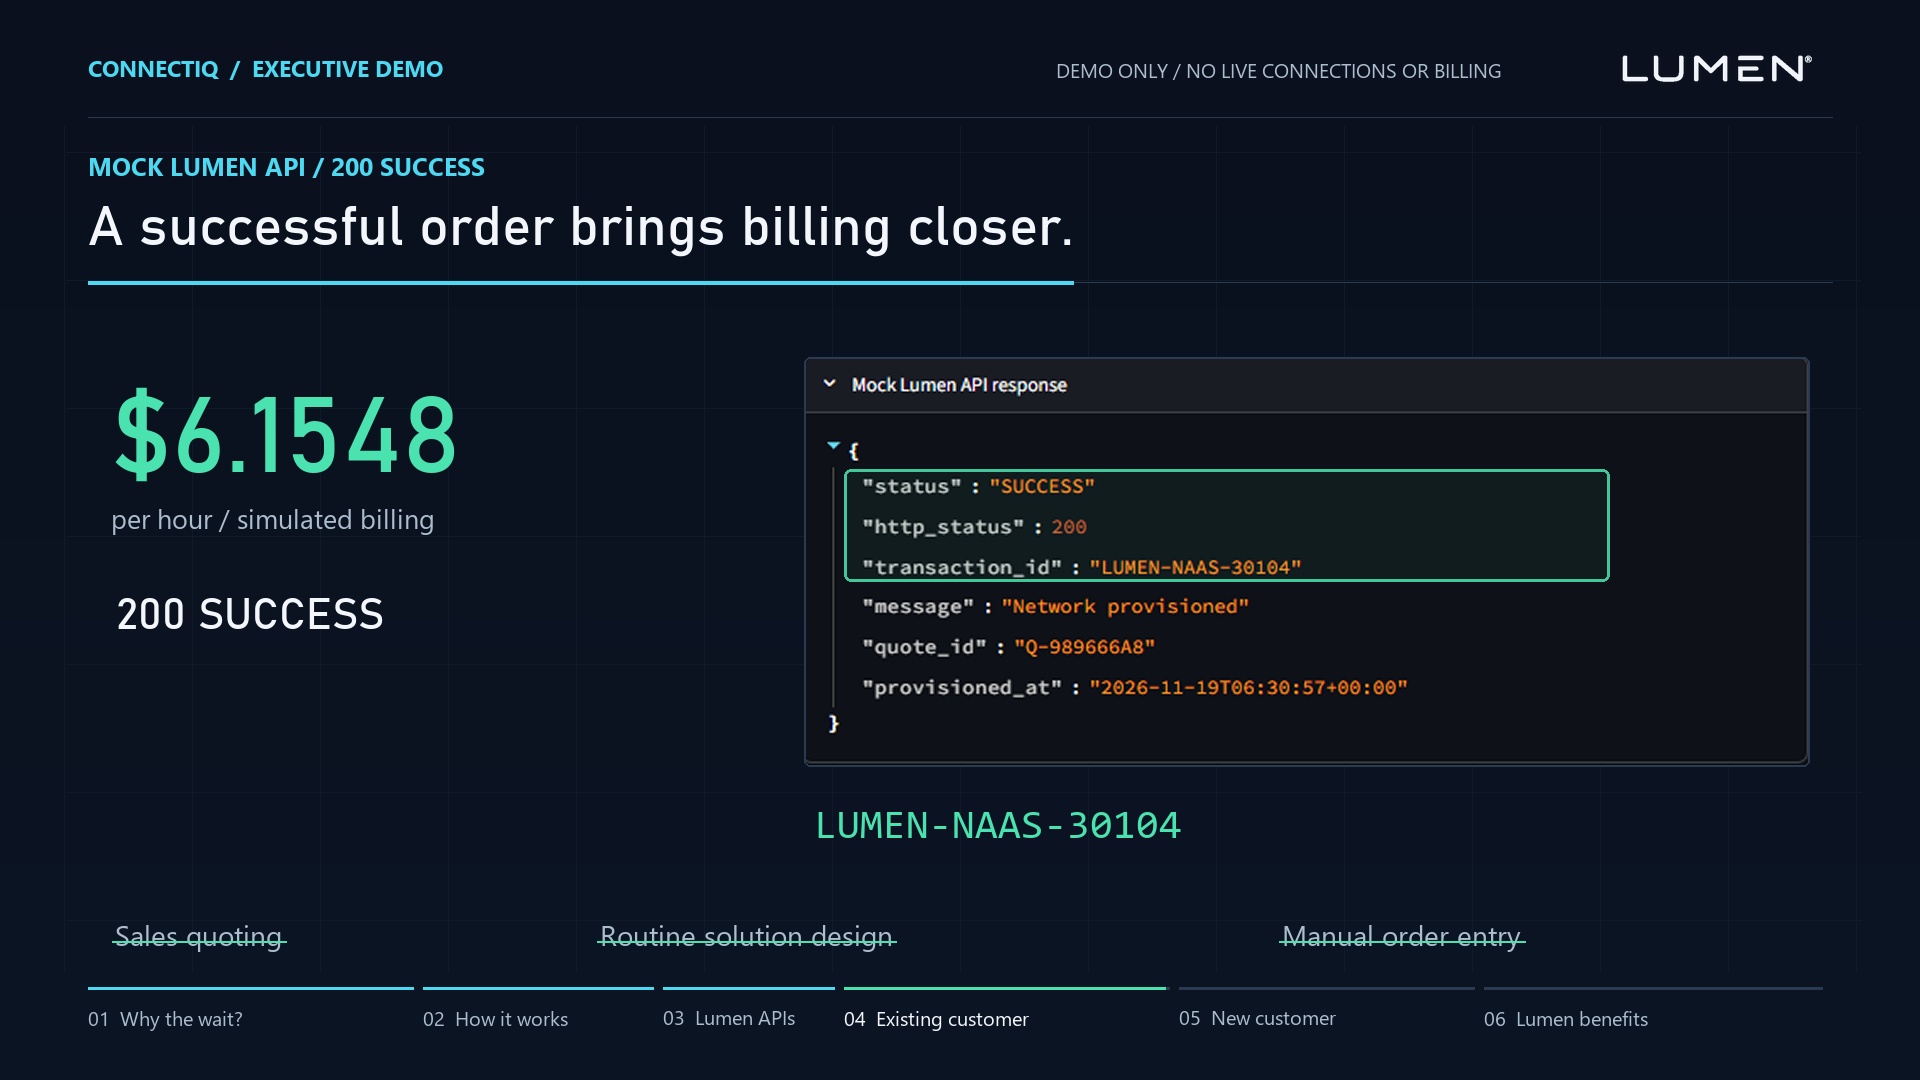 CONNECTIQ / EXECUTIVE DEMO
DEMO ONLY / NO LIVE CONNECTIONS OR BILLING
LUMEN®
MOCK LUMEN API / 200 SUCCESS
A successful order brings billing closer.
$6.1548
per hour / simulated billing
200 SUCCESS
Mock Lumen API response
{
"status" : "SUCCESS"
"http_status" : 200
"transaction_id" : "LUMEN-NAAS-30104"
"message" : "Network provisioned"
"quote_id" : "Q-989666A8"
"provisioned_at" : "2026-11-19T06:30:57+00:00"
}
LUMEN-NAAS-30104
Sales quoting
Routine solution design
Manual order entry
01 Why the wait?
02 How it works
03 Lumen APIs
04 Existing customer
05 New customer
06 Lumen benefits